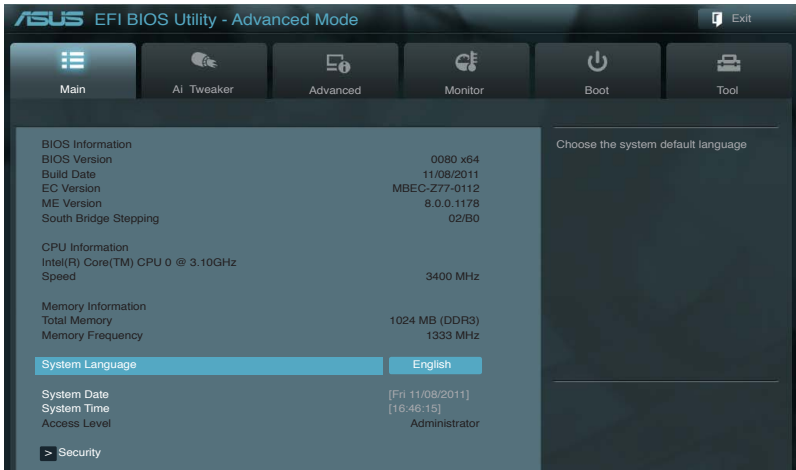 ASUS EFI BIOS Utility - Advanced Mode
Exit
Main
Ai Tweaker
Advanced
Monitor
Boot
Tool
BIOS Information
BIOS Version 0080 x64
Build Date 11/08/2011
EC Version MBEC-Z77-0112
ME Version 8.0.0.1178
South Bridge Stepping 02/B0
CPU Information
Intel(R) Core(TM) CPU 0 @ 3.10GHz
Speed 3400 MHz
Memory Information
Total Memory 1024 MB (DDR3)
Memory Frequency 1333 MHz
System Language English
System Date [Fri 11/08/2011]
System Time [16:46:15]
Access Level Administrator
> Security
Choose the system default language